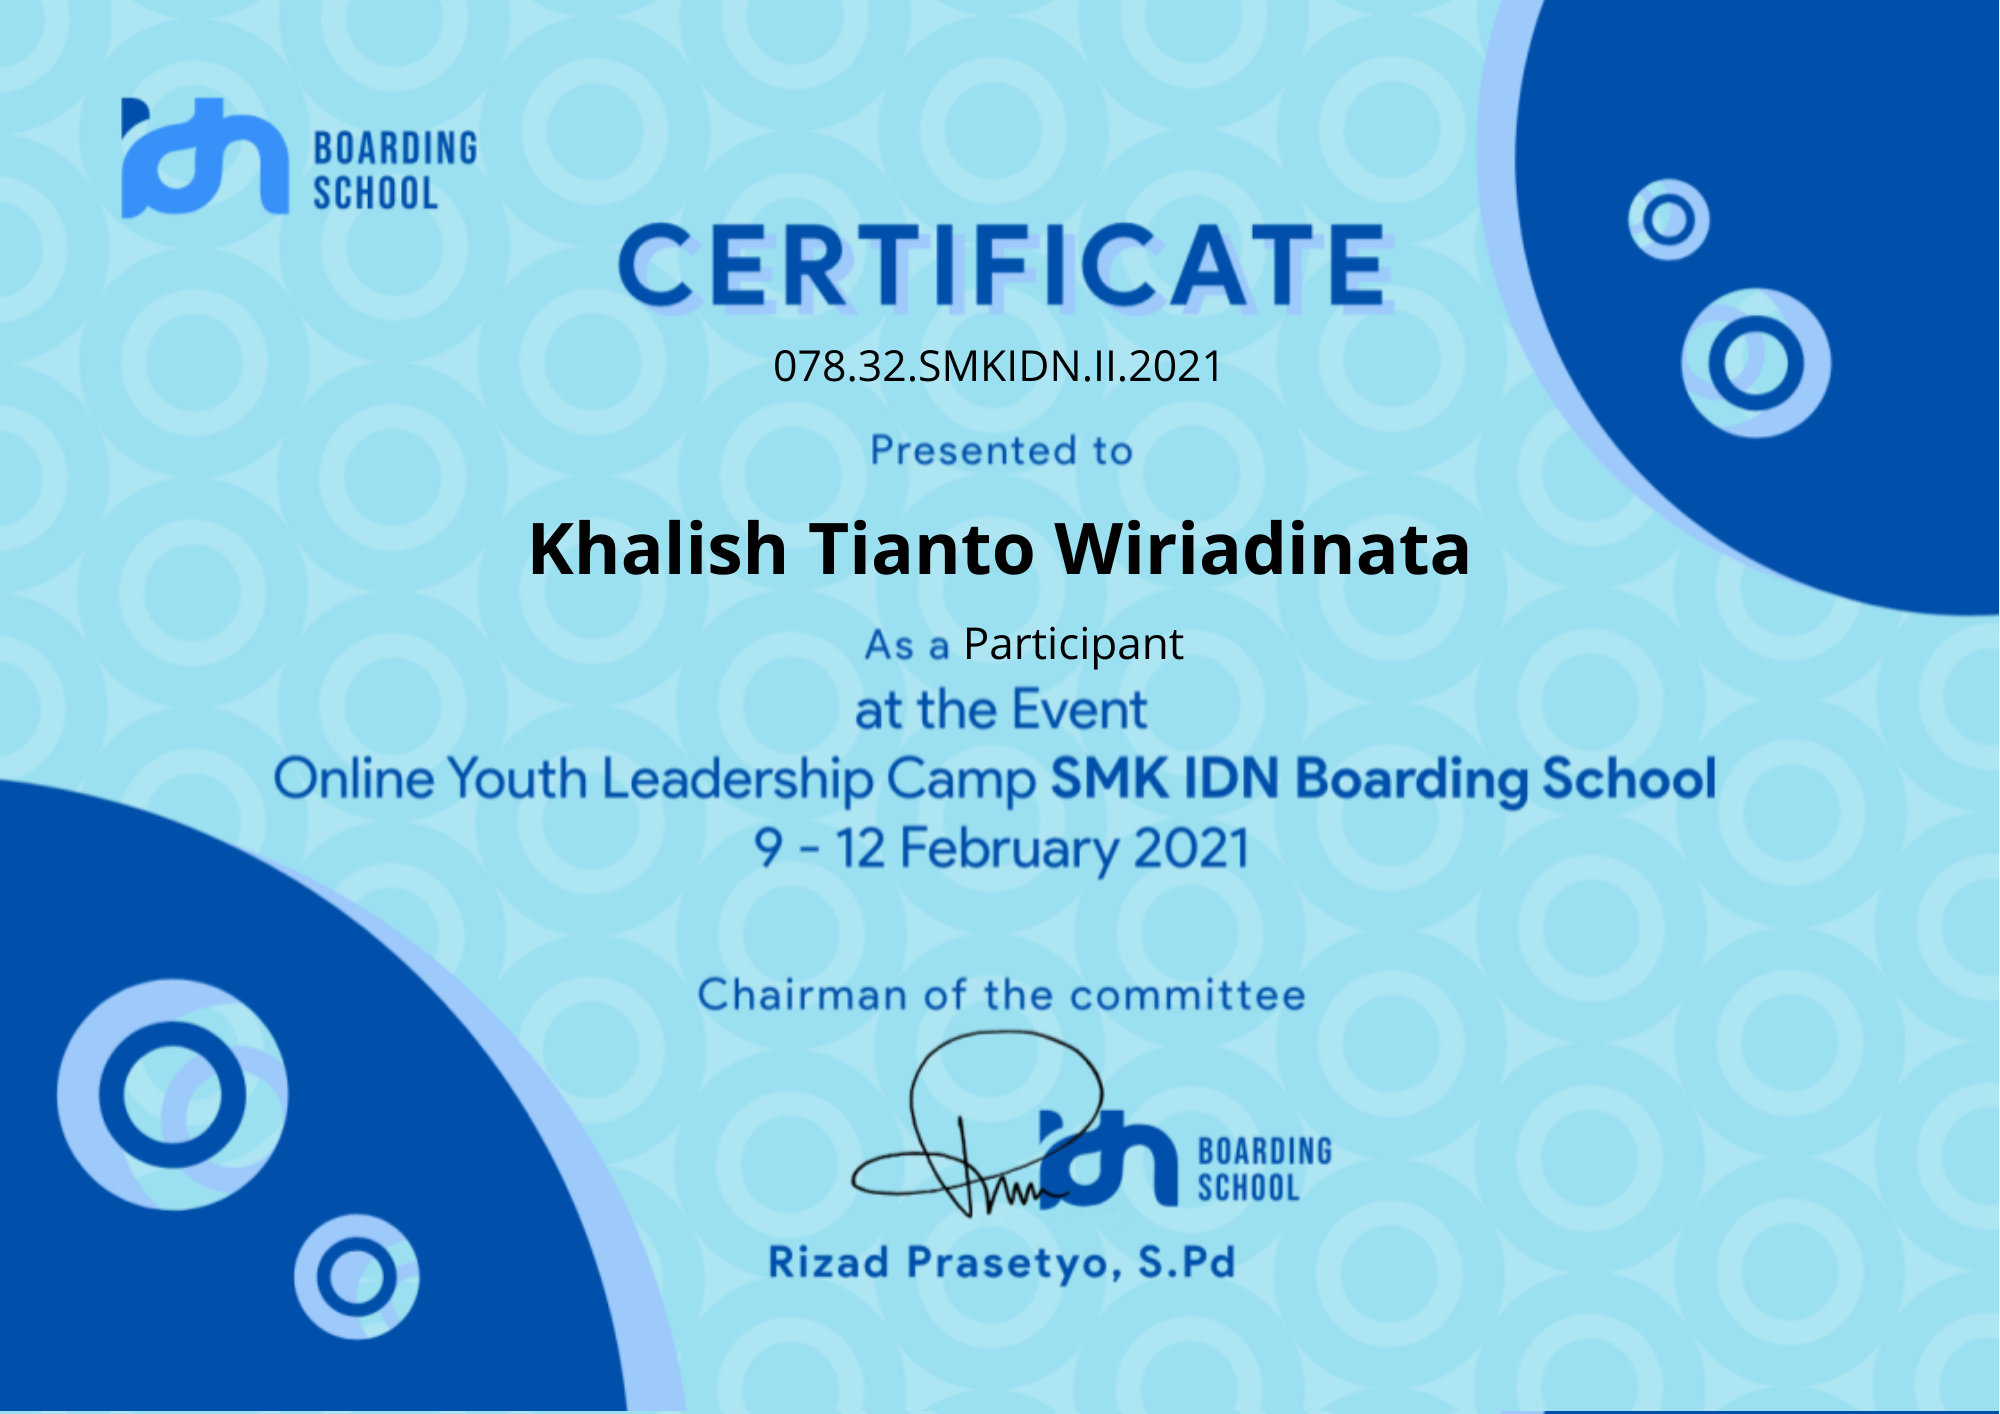 idn BOARDING
SCHOOL
CERTIFICATE
078.32.SMKIDN.II.2021
Presented to
Khalish Tianto Wiriadinata
As a Participant
at the Event
Online Youth Leadership Camp SMK IDN Boarding School
9 - 12 February 2021
Chairman of the committee
idn BOARDING
SCHOOL
Rizad Prasetyo, S.Pd